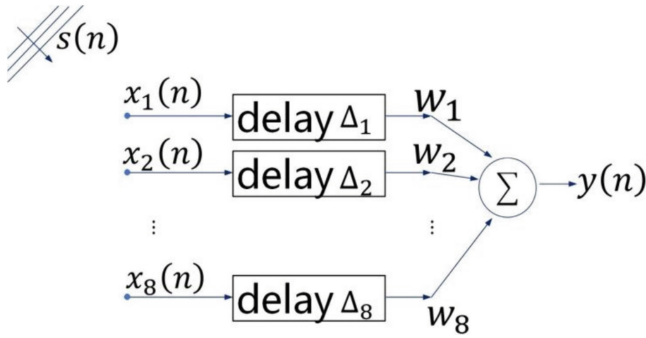 s(n)
x₁(n) delay Δ₁ w₁
x₂(n) delay Δ₂ w₂
∑ y(n)
⋮ ⋮
x₈(n) delay Δ₈ w₈